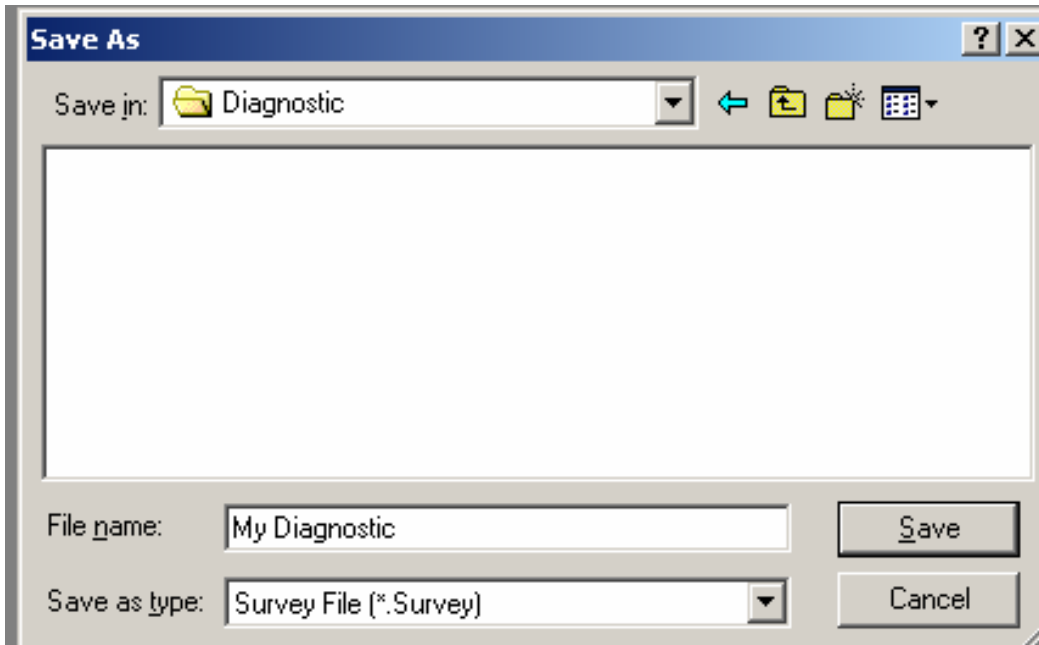 Save As
Save in: Diagnostic
File name: My Diagnostic Save
Save as type: Survey File (*.Survey) Cancel